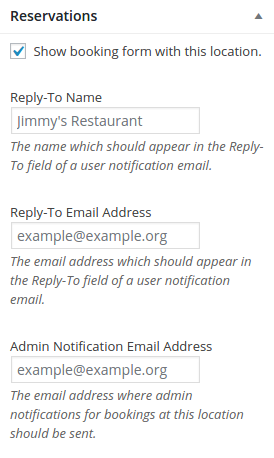 Reservations
Show booking form with this location.
Reply-To Name
Jimmy's Restaurant
The name which should appear in the Reply-
To field of a user notification email.
Reply-To Email Address
example@example.org
The email address which should appear in
the Reply-To field of a user notification
email.
Admin Notification Email Address
example@example.org
The email address where admin
notifications for bookings at this location
should be sent.